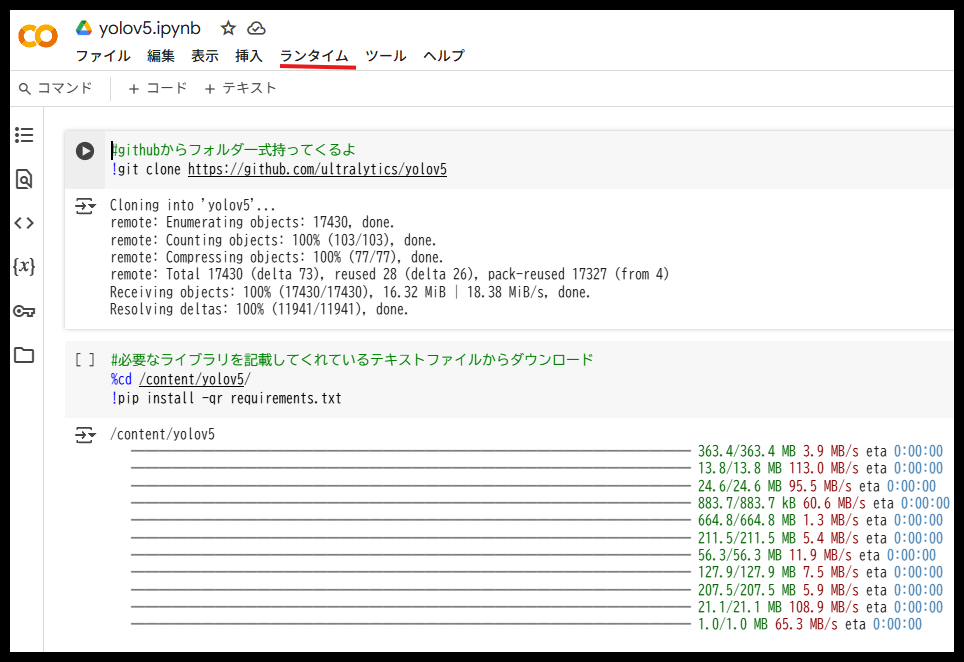 yolov5.ipynb
ファイル 編集 表示 挿入 ランタイム ツール ヘルプ
コマンド + コード + テキスト
#githubからフォルダ一式持ってくるよ
!git clone https://github.com/ultralytics/yolov5
Cloning into 'yolov5'...
remote: Enumerating objects: 17430, done.
remote: Counting objects: 100% (103/103), done.
remote: Compressing objects: 100% (77/77), done.
remote: Total 17430 (delta 73), reused 28 (delta 26), pack-reused 17327 (from 4)
Receiving objects: 100% (17430/17430), 16.32 MiB | 18.38 MiB/s, done.
Resolving deltas: 100% (11941/11941), done.
[ ] #必要なライブラリを記載してくれているテキストファイルからダウンロード
%cd /content/yolov5/
!pip install -qr requirements.txt
/content/yolov5
363.4/363.4 MB 3.9 MB/s eta 0:00:00
13.8/13.8 MB 113.0 MB/s eta 0:00:00
24.6/24.6 MB 95.5 MB/s eta 0:00:00
883.7/883.7 kB 60.6 MB/s eta 0:00:00
664.8/664.8 MB 1.3 MB/s eta 0:00:00
211.5/211.5 MB 5.4 MB/s eta 0:00:00
56.3/56.3 MB 11.9 MB/s eta 0:00:00
127.9/127.9 MB 7.5 MB/s eta 0:00:00
207.5/207.5 MB 5.9 MB/s eta 0:00:00
21.1/21.1 MB 108.9 MB/s eta 0:00:00
1.0/1.0 MB 65.3 MB/s eta 0:00:00